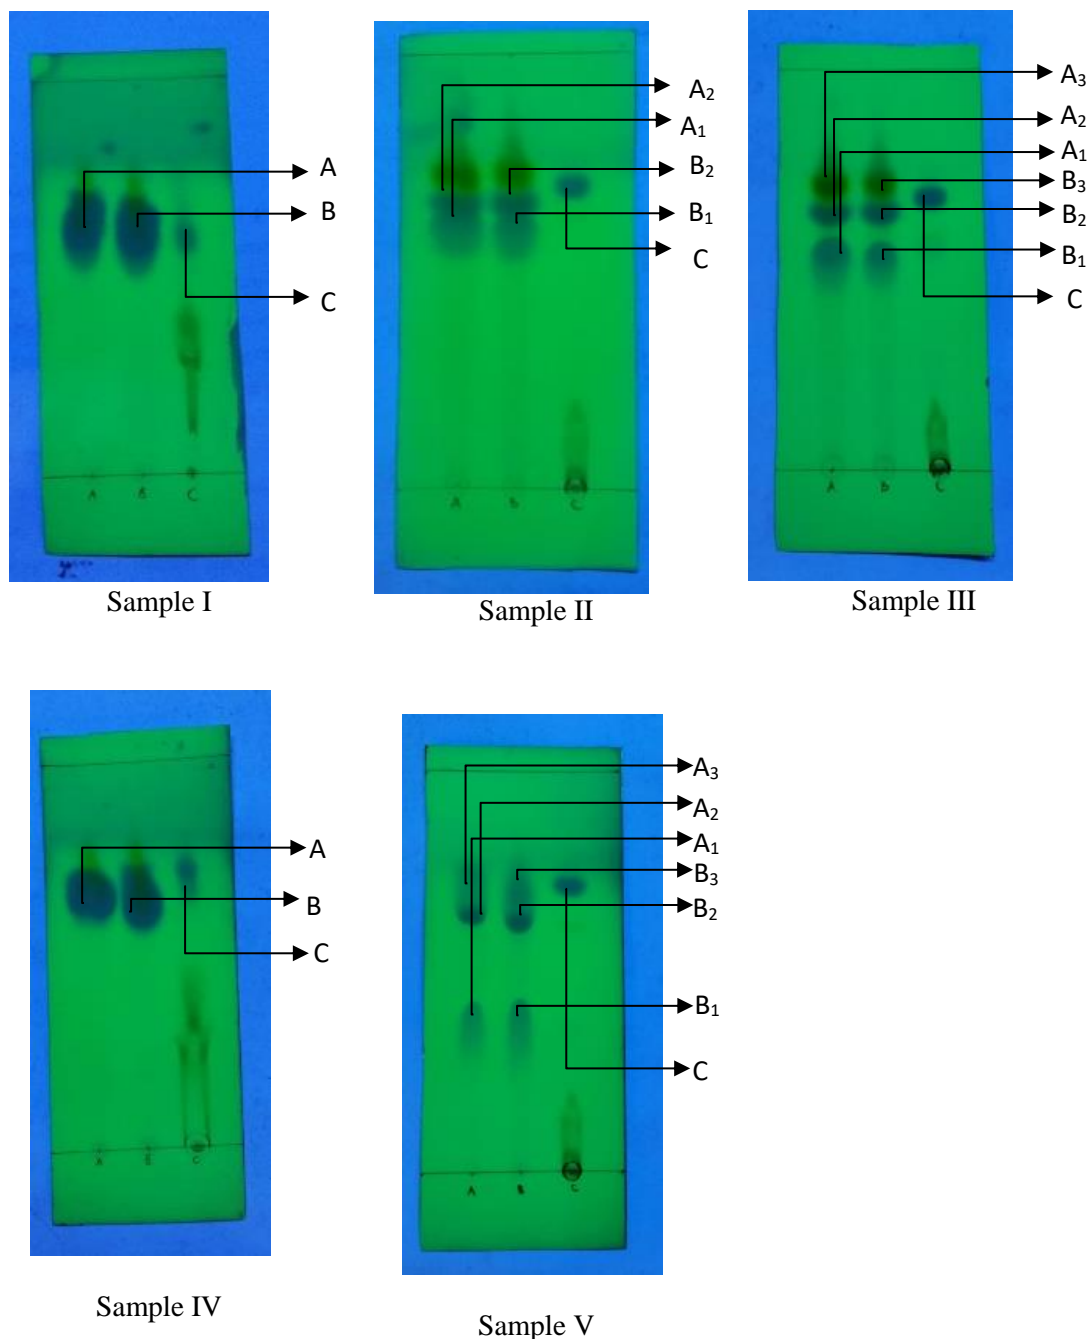 A
B
C
A B C
Sample I
A₂
A₁
B₂
B₁
C
A B C
Sample II
A₃
A₂
A₁
B₃
B₂
B₁
C
A B C
Sample III
A
B
C
A B C
Sample IV
A₃
A₂
A₁
B₃
B₂
B₁
C
A B C
Sample V